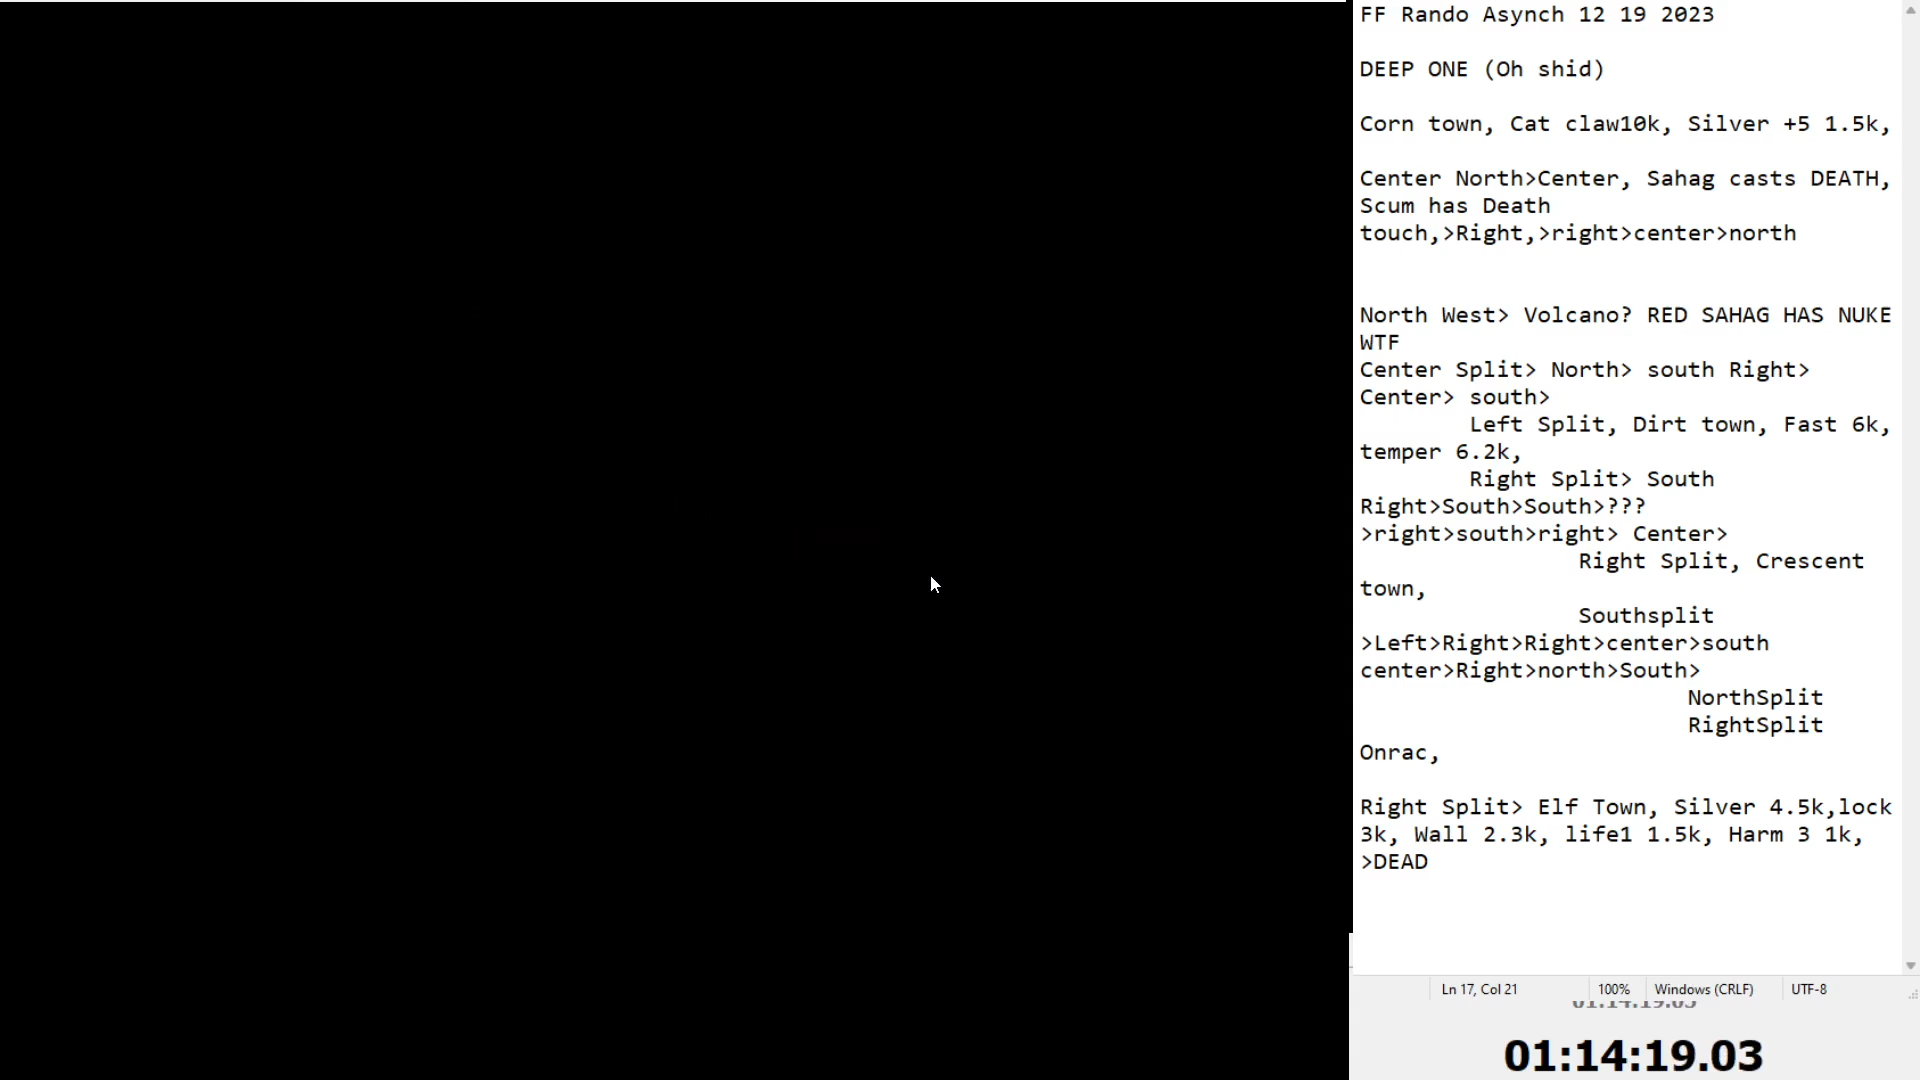 FF Rando Asynch 12 19 2023
DEEP ONE (Oh shid)
Corn town, Cat claw10k, Silver +5 1.5k,
Center North>Center, Sahag casts DEATH,
Scum has Death
touch,>Right,>right>center>north
North West> Volcano? RED SAHAG HAS NUKE
WTF
Center Split> North> south Right>
Center> south>
Left Split, Dirt town, Fast 6k,
temper 6.2k,
Right Split> South
Right>South>South>???
>right>south>right> Center>
Right Split, Crescent
town,
Southsplit
>Left>Right>Right>center>south
center>Right>north>South>
NorthSplit
RightSplit
Onrac,
Right Split> Elf Town, Silver 4.5k,lock
3k, Wall 2.3k, life1 1.5k, Harm 3 1k,
>DEAD
Ln 17, Col 21 100% Windows (CRLF) UTF-8
01:14:19.03
01:14:19.03